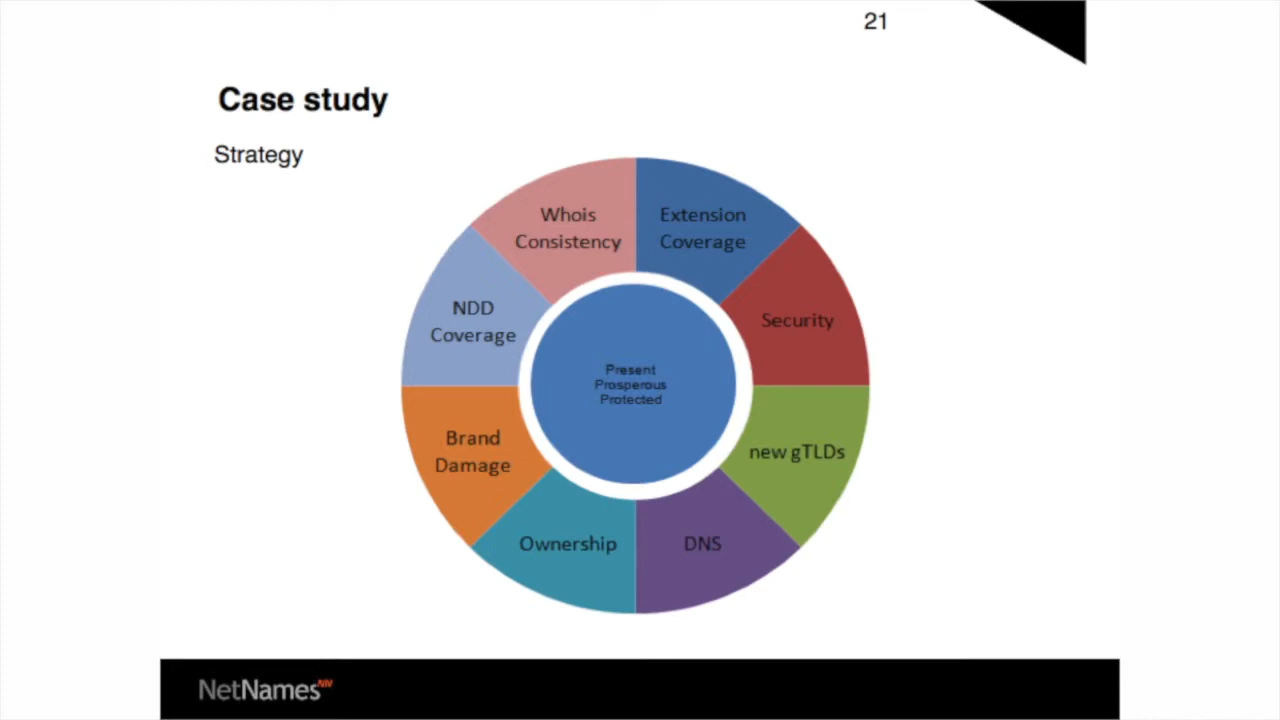 21
Case study
Strategy
Whois
Consistency
Extension
Coverage
NDD
Coverage
Security
Present
Prosperous
Protected
Brand
Damage
new gTLDs
Ownership
DNS
NetNames